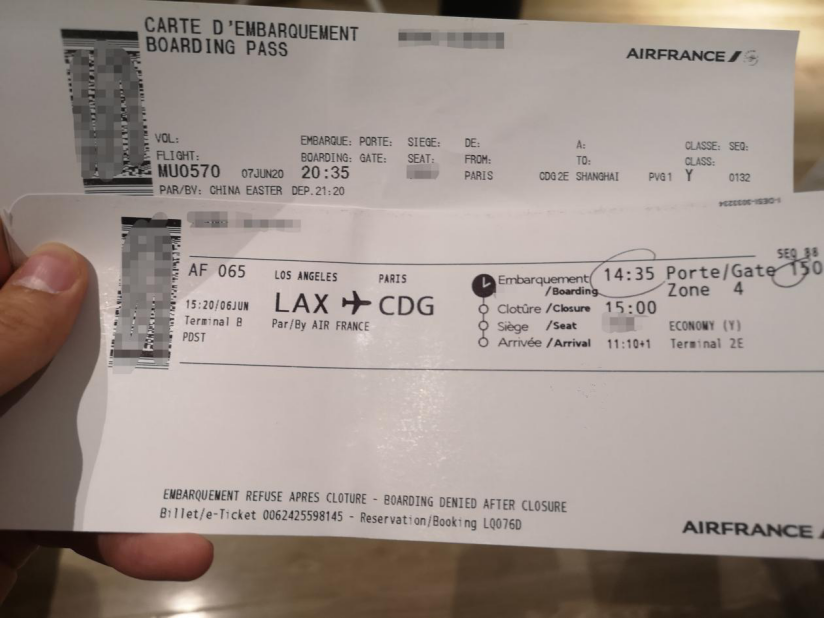 CARTE D'EMBARQUEMENT
BOARDING PASS
AIRFRANCE
VOL: EMBARQUE: PORTE: SIEGE: DE: A: CLASSE: SEQ:
FLIGHT: BOARDING: GATE: SEAT: FROM: TO: CLASS:
MU0570 07JUN20 20:35 PARIS CDG2E SHANGHAI PVG1 Y 0132
PAR/BY: CHINA EASTER DEP.21:20
SEQ 88
AF 065 LOS ANGELES PARIS Embarquement /Boarding 14:35 Porte/Gate 150
Zone 4
15:20/06JUN LAX CDG Clotûre /Closure 15:00
Terminal B Par/By AIR FRANCE Siège /Seat ECONOMY (Y)
PDST Arrivée /Arrival 11:10+1 Terminal 2E
EMBARQUEMENT REFUSE APRES CLOTURE - BOARDING DENIED AFTER CLOSURE
Billet/e-Ticket 0062425598145 - Reservation/Booking LQ076D
AIRFRANCE